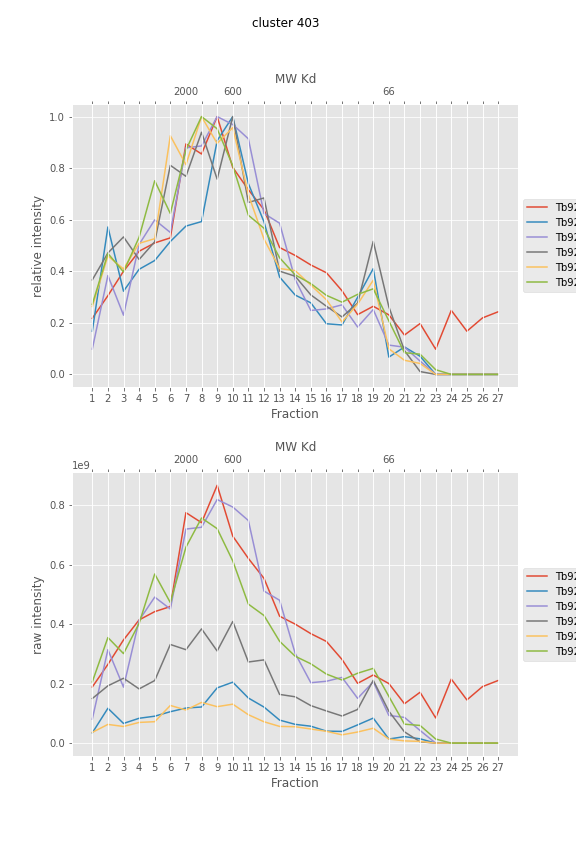 cluster 403
MW Kd
2000 600 66
1.0
0.8
0.6
0.4
0.2
0.0
relative intensity
1 2 3 4 5 6 7 8 9 10 11 12 13 14 15 16 17 18 19 20 21 22 23 24 25 26 27
Fraction
Tb92
Tb92
Tb92
Tb92
Tb92
Tb92
MW Kd
1e9
2000 600 66
0.8
0.6
0.4
0.2
0.0
raw intensity
1 2 3 4 5 6 7 8 9 10 11 12 13 14 15 16 17 18 19 20 21 22 23 24 25 26 27
Fraction
Tb92
Tb92
Tb92
Tb92
Tb92
Tb92